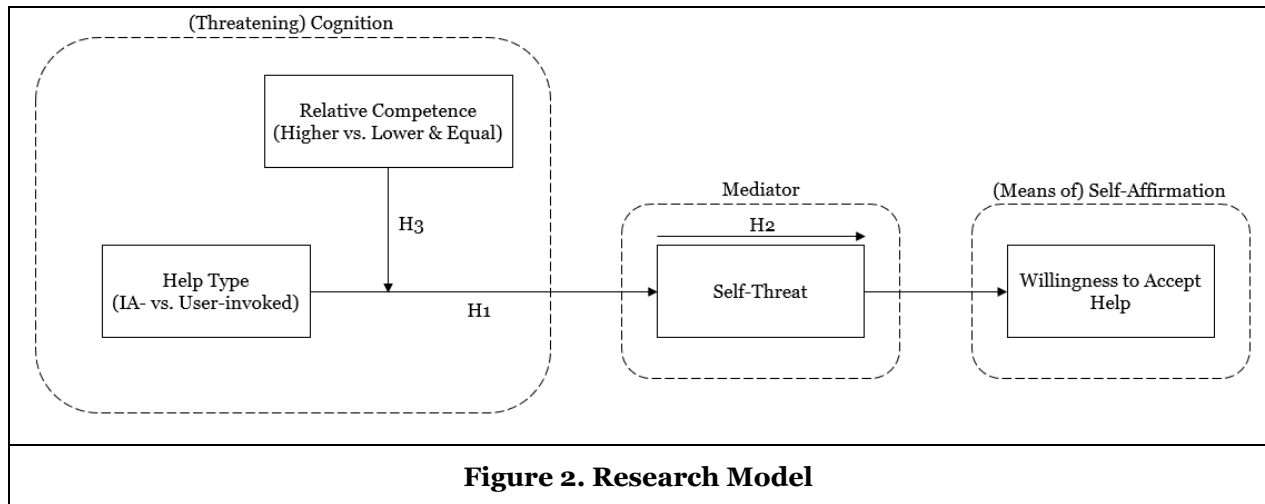 (Threatening) Cognition
Relative Competence
(Higher vs. Lower & Equal)
H3
Help Type
(IA- vs. User-invoked)
H1
Mediator
H2
Self-Threat
(Means of) Self-Affirmation
Willingness to Accept
Help
Figure 2. Research Model